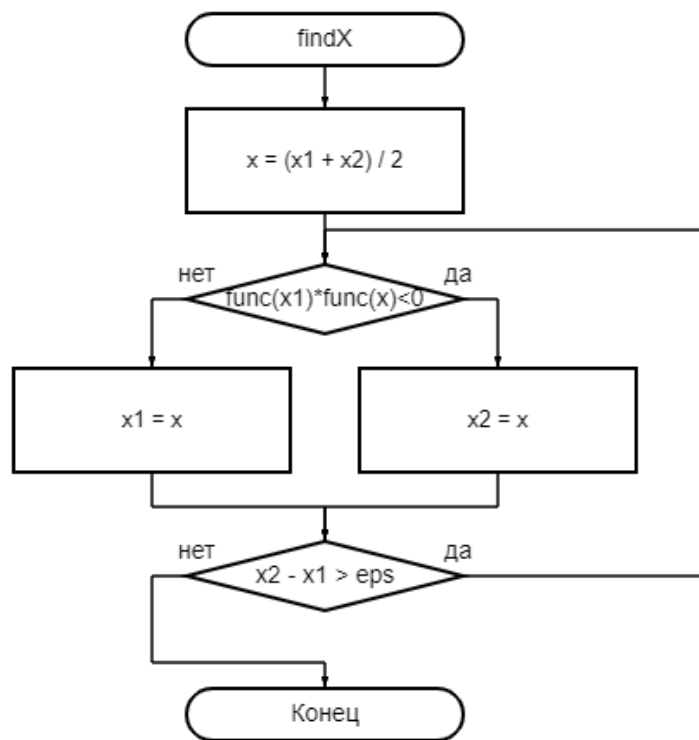 findX
x = (x1 + x2) / 2
нет
да
func(x1)*func(x)<0
x1 = x
x2 = x
нет
да
x2 - x1 > eps
Конец